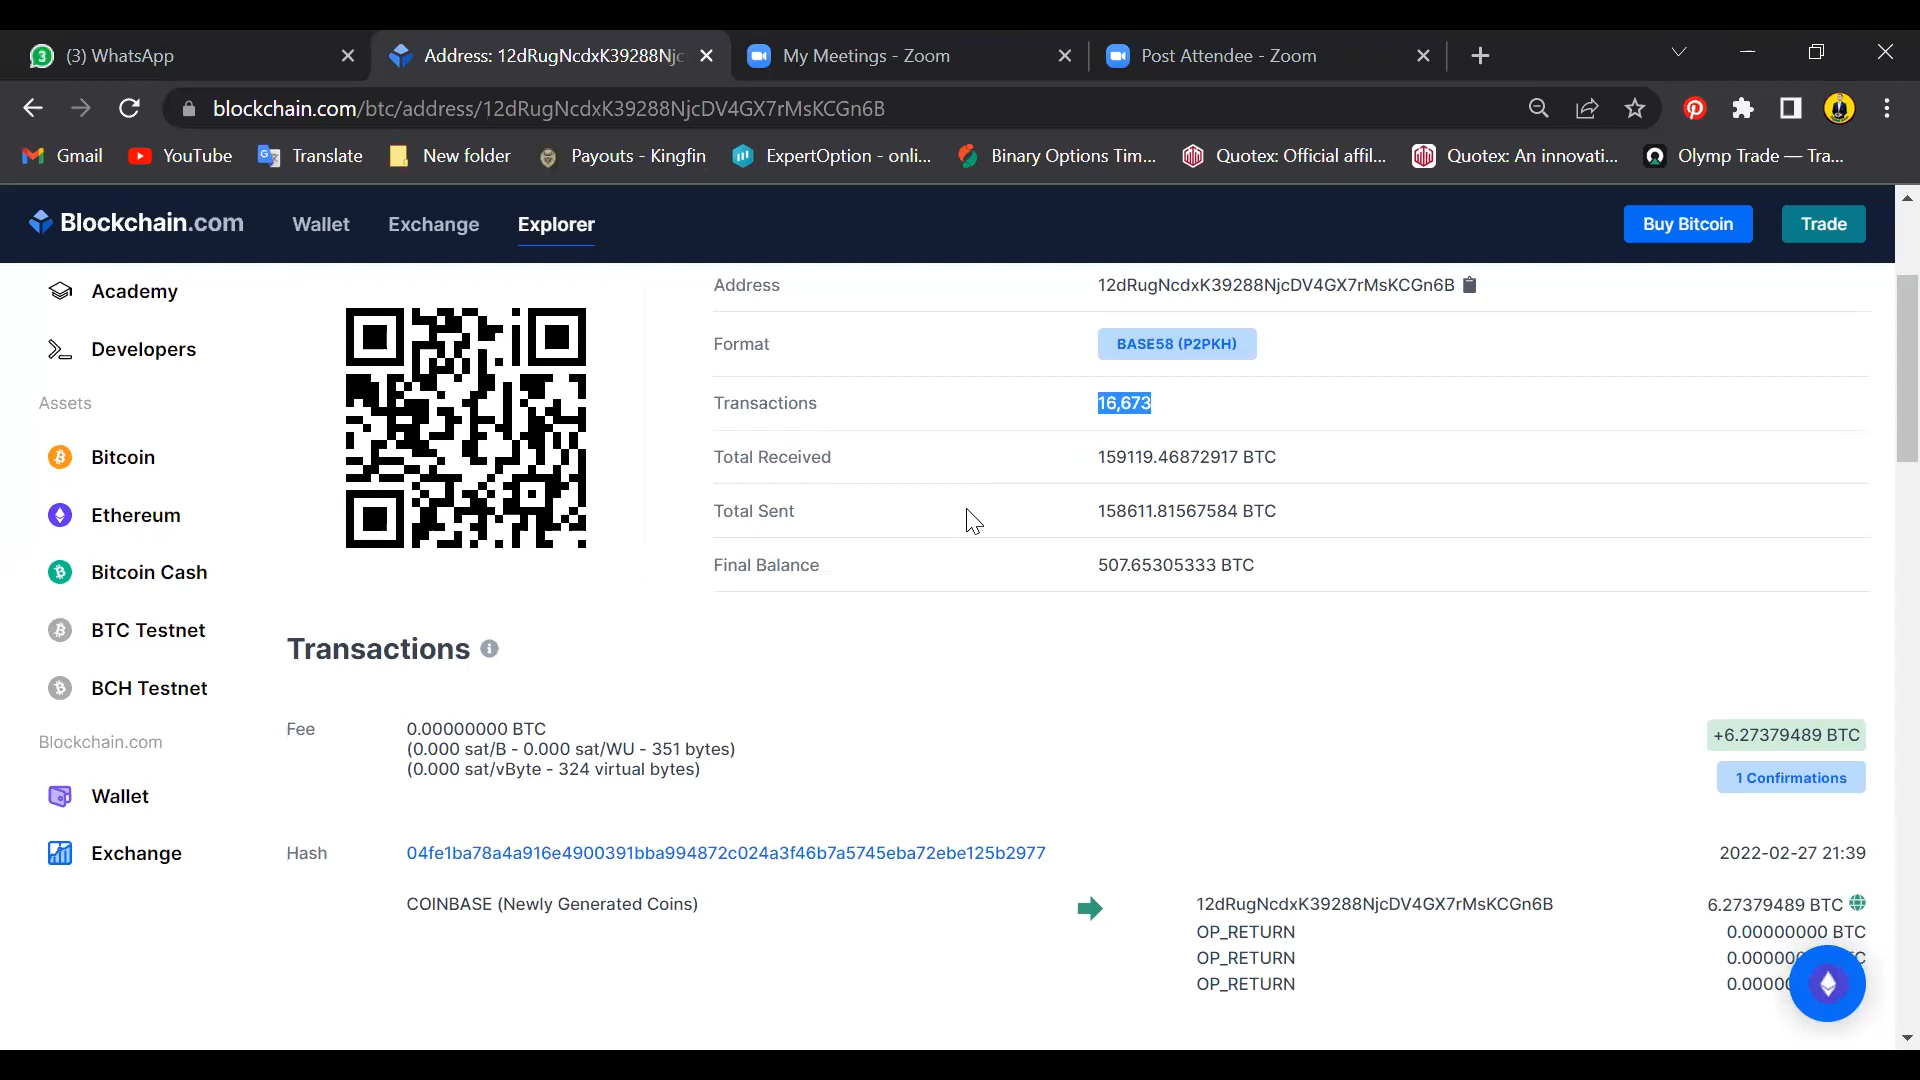 (3) WhatsApp
Address: 12dRugNcdxK39288Njc
My Meetings - Zoom
Post Attendee - Zoom
blockchain.com/btc/address/12dRugNcdxK39288NjcDV4GX7rMsKCGn6B
Gmail
YouTube
Translate
New folder
Payouts - Kingfin
ExpertOption - onli...
Binary Options Tim...
Quotex: Official affil...
Quotex: An innovati...
Olymp Trade — Tra...
Blockchain.com
Wallet
Exchange
Explorer
Buy Bitcoin
Trade
Academy
Developers
Assets
Bitcoin
Ethereum
Bitcoin Cash
BTC Testnet
BCH Testnet
Blockchain.com
Wallet
Exchange
Address 12dRugNcdxK39288NjcDV4GX7rMsKCGn6B
Format BASE58 (P2PKH)
Transactions 16,673
Total Received 159119.46872917 BTC
Total Sent 158611.81567584 BTC
Final Balance 507.65305333 BTC
Transactions
Fee 0.00000000 BTC
(0.000 sat/B - 0.000 sat/WU - 351 bytes)
(0.000 sat/vByte - 324 virtual bytes)
+6.27379489 BTC
1 Confirmations
Hash 04fe1ba78a4a916e4900391bba994872c024a3f46b7a5745eba72ebe125b2977 2022-02-27 21:39
COINBASE (Newly Generated Coins) 12dRugNcdxK39288NjcDV4GX7rMsKCGn6B 6.27379489 BTC
OP_RETURN 0.00000000 BTC
OP_RETURN 0.00000
OP_RETURN 0.0000